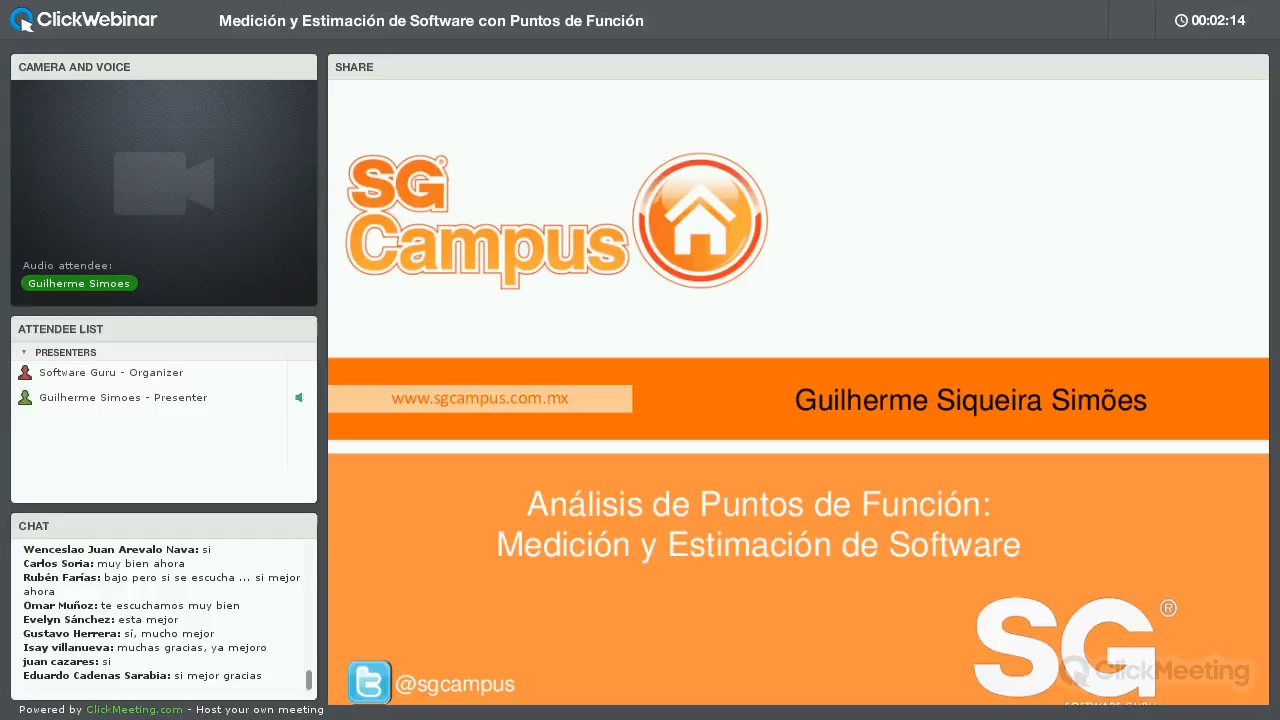 ClickWebinar
Medición y Estimación de Software con Puntos de Función
00:02:14
CAMERA AND VOICE
Audio attendee:
Guilherme Simoes
ATTENDEE LIST
PRESENTERS
Software Guru - Organizer
Guilherme Simoes - Presenter
CHAT
Wenceslao Juan Arevalo Nava: si
Carlos Soria: muy bien ahora
Rubén Farías: bajo pero si se escucha ... si mejor
ahora
Omar Muñoz: te escuchamos muy bien
Evelyn Sánchez: esta mejor
Gustavo Herrera: sí, mucho mejor
Isay villanueva: muchas gracias, ya mejoro
juan cazares: si
Eduardo Cadenas Sarabia: si mejor gracias
Powered by ClickMeeting.com - Host your own meeting
SHARE
SG®
Campus
www.sgcampus.com.mx
Guilherme Siqueira Simões
Análisis de Puntos de Función:
Medición y Estimación de Software
@sgcampus
SG®
SOFTWARE GURU
ClickMeeting